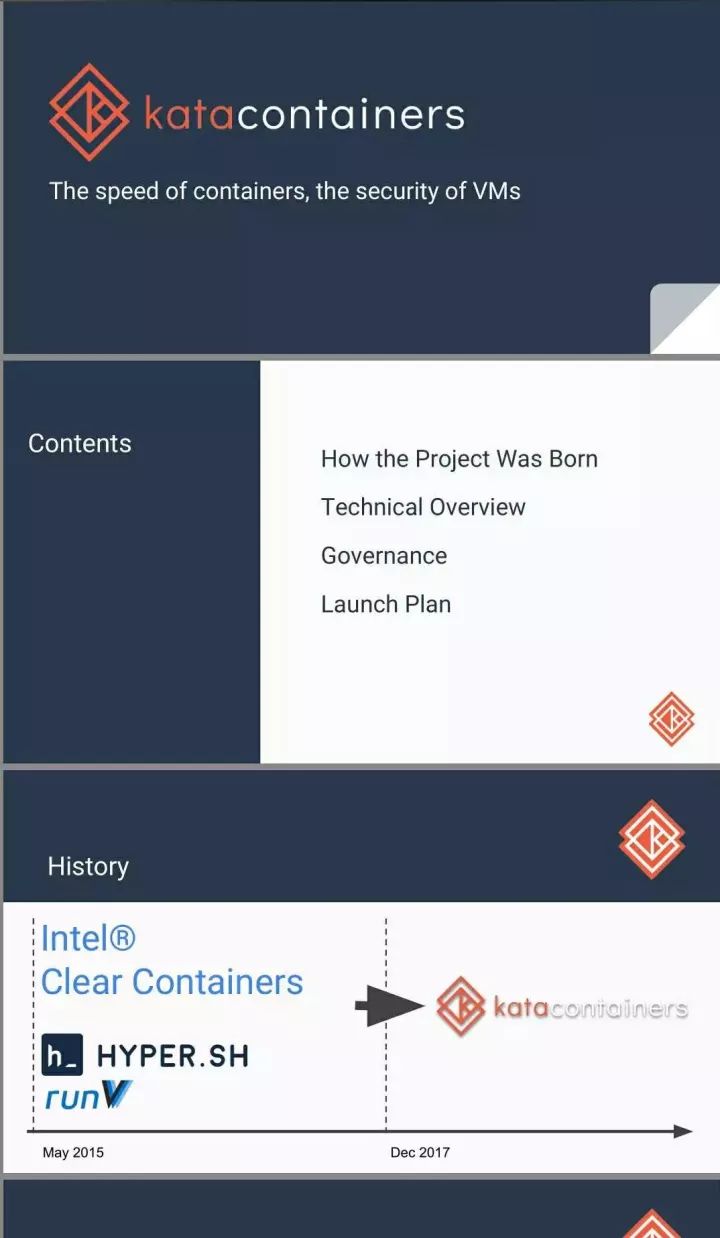 katacontainers
The speed of containers, the security of VMs
Contents
How the Project Was Born
Technical Overview
Governance
Launch Plan
History
Intel®
Clear Containers
katacontainers
h_ HYPER.SH
runV
May 2015
Dec 2017